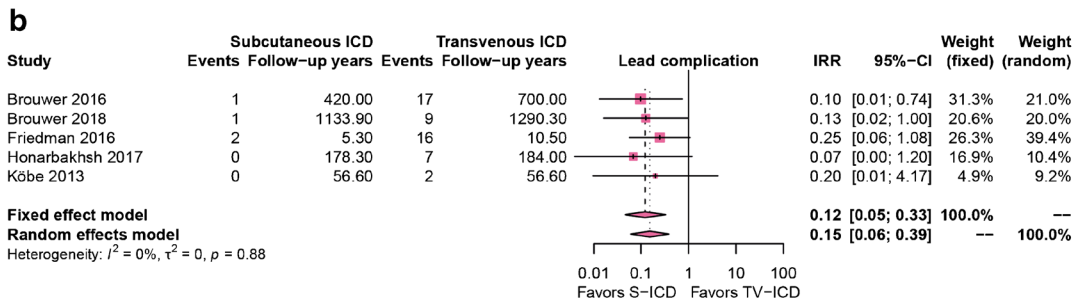 b
Subcutaneous ICD Transvenous ICD Weight Weight
Study Events Follow-up years Events Follow-up years Lead complication IRR 95%-CI (fixed) (random)
Brouwer 2016 1 420.00 17 700.00 0.10 [0.01; 0.74] 31.3% 21.0%
Brouwer 2018 1 1133.90 9 1290.30 0.13 [0.02; 1.00] 20.6% 20.0%
Friedman 2016 2 5.30 16 10.50 0.25 [0.06; 1.08] 26.3% 39.4%
Honarbakhsh 2017 0 178.30 7 184.00 0.07 [0.00; 1.20] 16.9% 10.4%
Köbe 2013 0 56.60 2 56.60 0.20 [0.01; 4.17] 4.9% 9.2%
Fixed effect model 0.12 [0.05; 0.33] 100.0% −−
Random effects model 0.15 [0.06; 0.39] −− 100.0%
Heterogeneity: I² = 0%, τ² = 0, p = 0.88
0.01 0.1 1 10 100
Favors S−ICD Favors TV−ICD